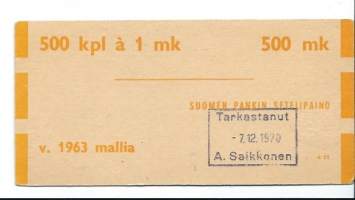 500 kpl à 1 mk 500 mk
SUOMEN PANKIN SETELIPAINO
Tarkastanut
-7.12.1970
A. Saikkonen
v. 1963 mallia